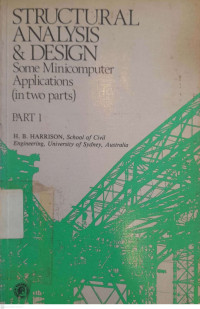 STRUCTURAL
ANALYSIS
& DESIGN
Some Minicomputer
Applications
(in two parts)
PART 1
H. B. HARRISON, School of Civil
Engineering, University of Sydney, Australia